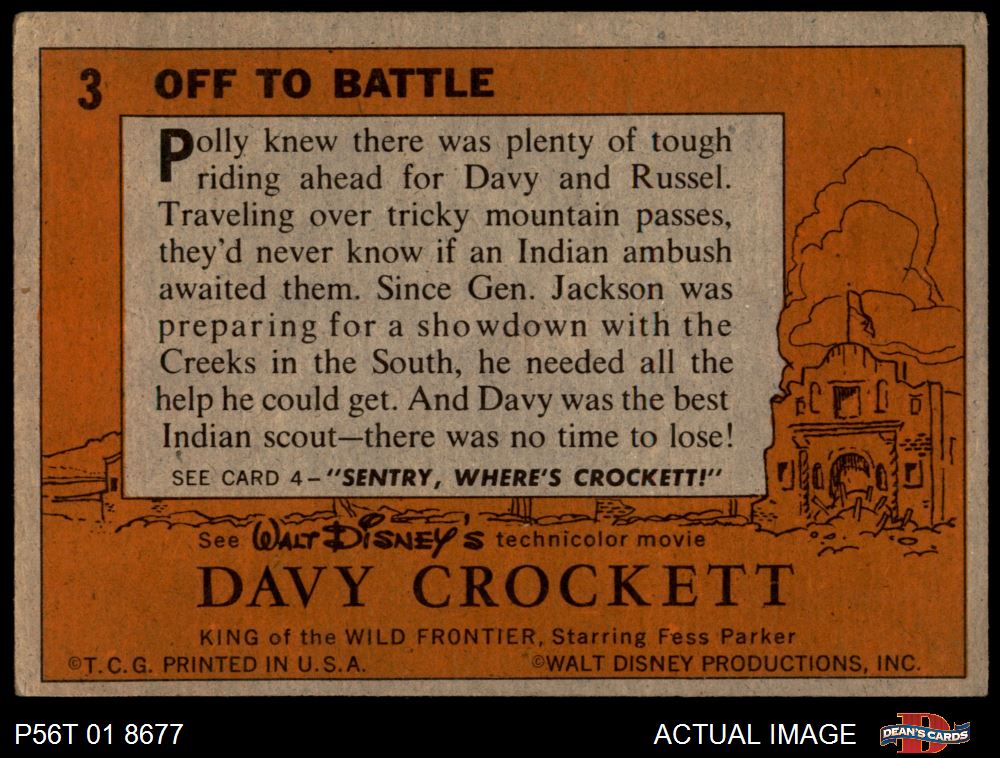 3 OFF TO BATTLE
Polly knew there was plenty of tough
riding ahead for Davy and Russel.
Traveling over tricky mountain passes,
they'd never know if an Indian ambush
awaited them. Since Gen. Jackson was
preparing for a showdown with the
Creeks in the South, he needed all the
help he could get. And Davy was the best
Indian scout—there was no time to lose!
SEE CARD 4–"SENTRY, WHERE'S CROCKETT!"
See WALT DISNEY'S technicolor movie
DAVY CROCKETT
KING of the WILD FRONTIER, Starring Fess Parker
©T.C.G. PRINTED IN U.S.A. ©WALT DISNEY PRODUCTIONS, INC.
P56T 01 8677 ACTUAL IMAGE D DEAN'S CARDS